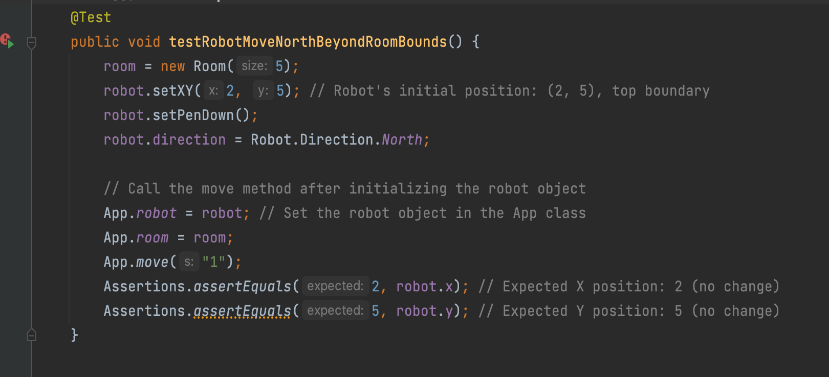 @Test
public void testRobotMoveNorthBeyondRoomBounds() {
room = new Room( size: 5);
robot.setXY( x: 2, y: 5); // Robot's initial position: (2, 5), top boundary
robot.setPenDown();
robot.direction = Robot.Direction.North;
// Call the move method after initializing the robot object
App.robot = robot; // Set the robot object in the App class
App.room = room;
App.move( s: "1");
Assertions.assertEquals( expected: 2, robot.x); // Expected X position: 2 (no change)
Assertions.assertEquals( expected: 5, robot.y); // Expected Y position: 5 (no change)
}